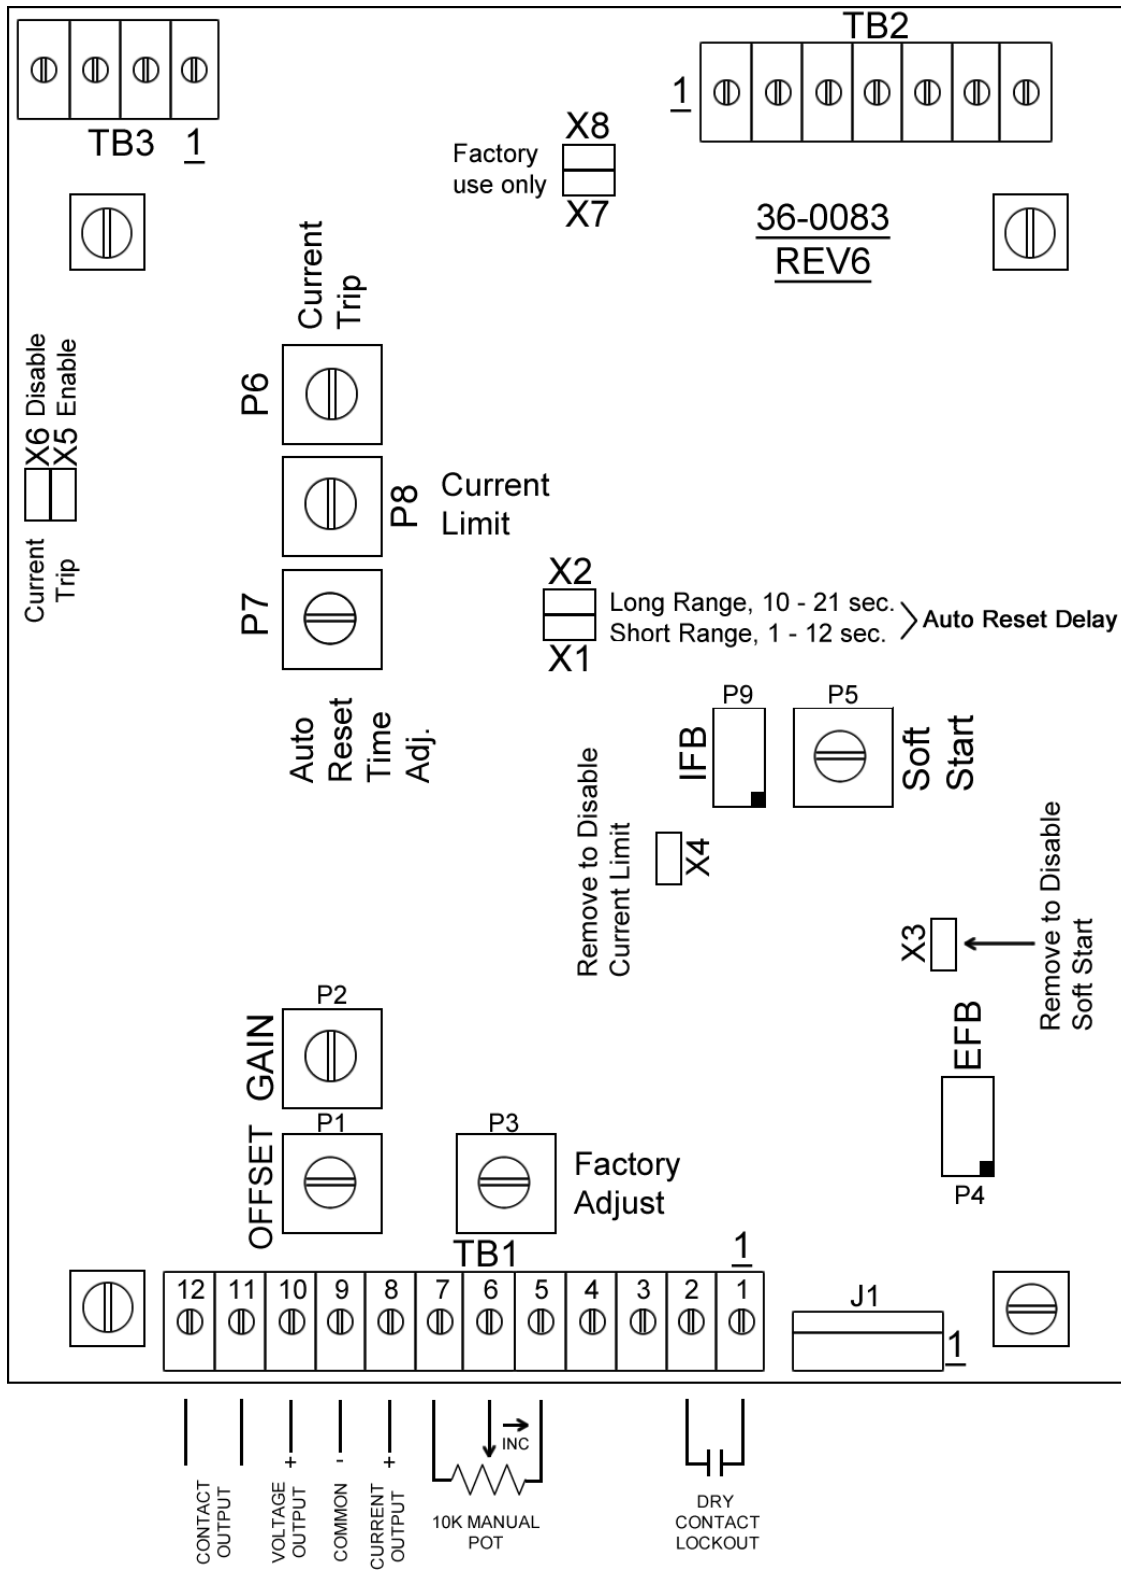 TB2
1
TB3 1
X8
Factory
use only
X7
36-0083
REV6
Current
Trip
P6
X6 Disable
X5 Enable
Current
Trip
P8
Current
Limit
P7
Auto
Reset
Time
Adj.
X2
Long Range, 10 - 21 sec.
Short Range, 1 - 12 sec.
X1
Auto Reset Delay
P9
IFB
P5
Soft
Start
Remove to Disable
Current Limit
X4
X3
Remove to Disable
Soft Start
EFB
P4
P2
GAIN
P1
OFFSET
P3
Factory
Adjust
TB1
1
12 11 10 9 8 7 6 5 4 3 2 1
J1
1
CONTACT
OUTPUT
VOLTAGE +
OUTPUT
COMMON -
CURRENT +
OUTPUT
INC
10K MANUAL
POT
DRY
CONTACT
LOCKOUT